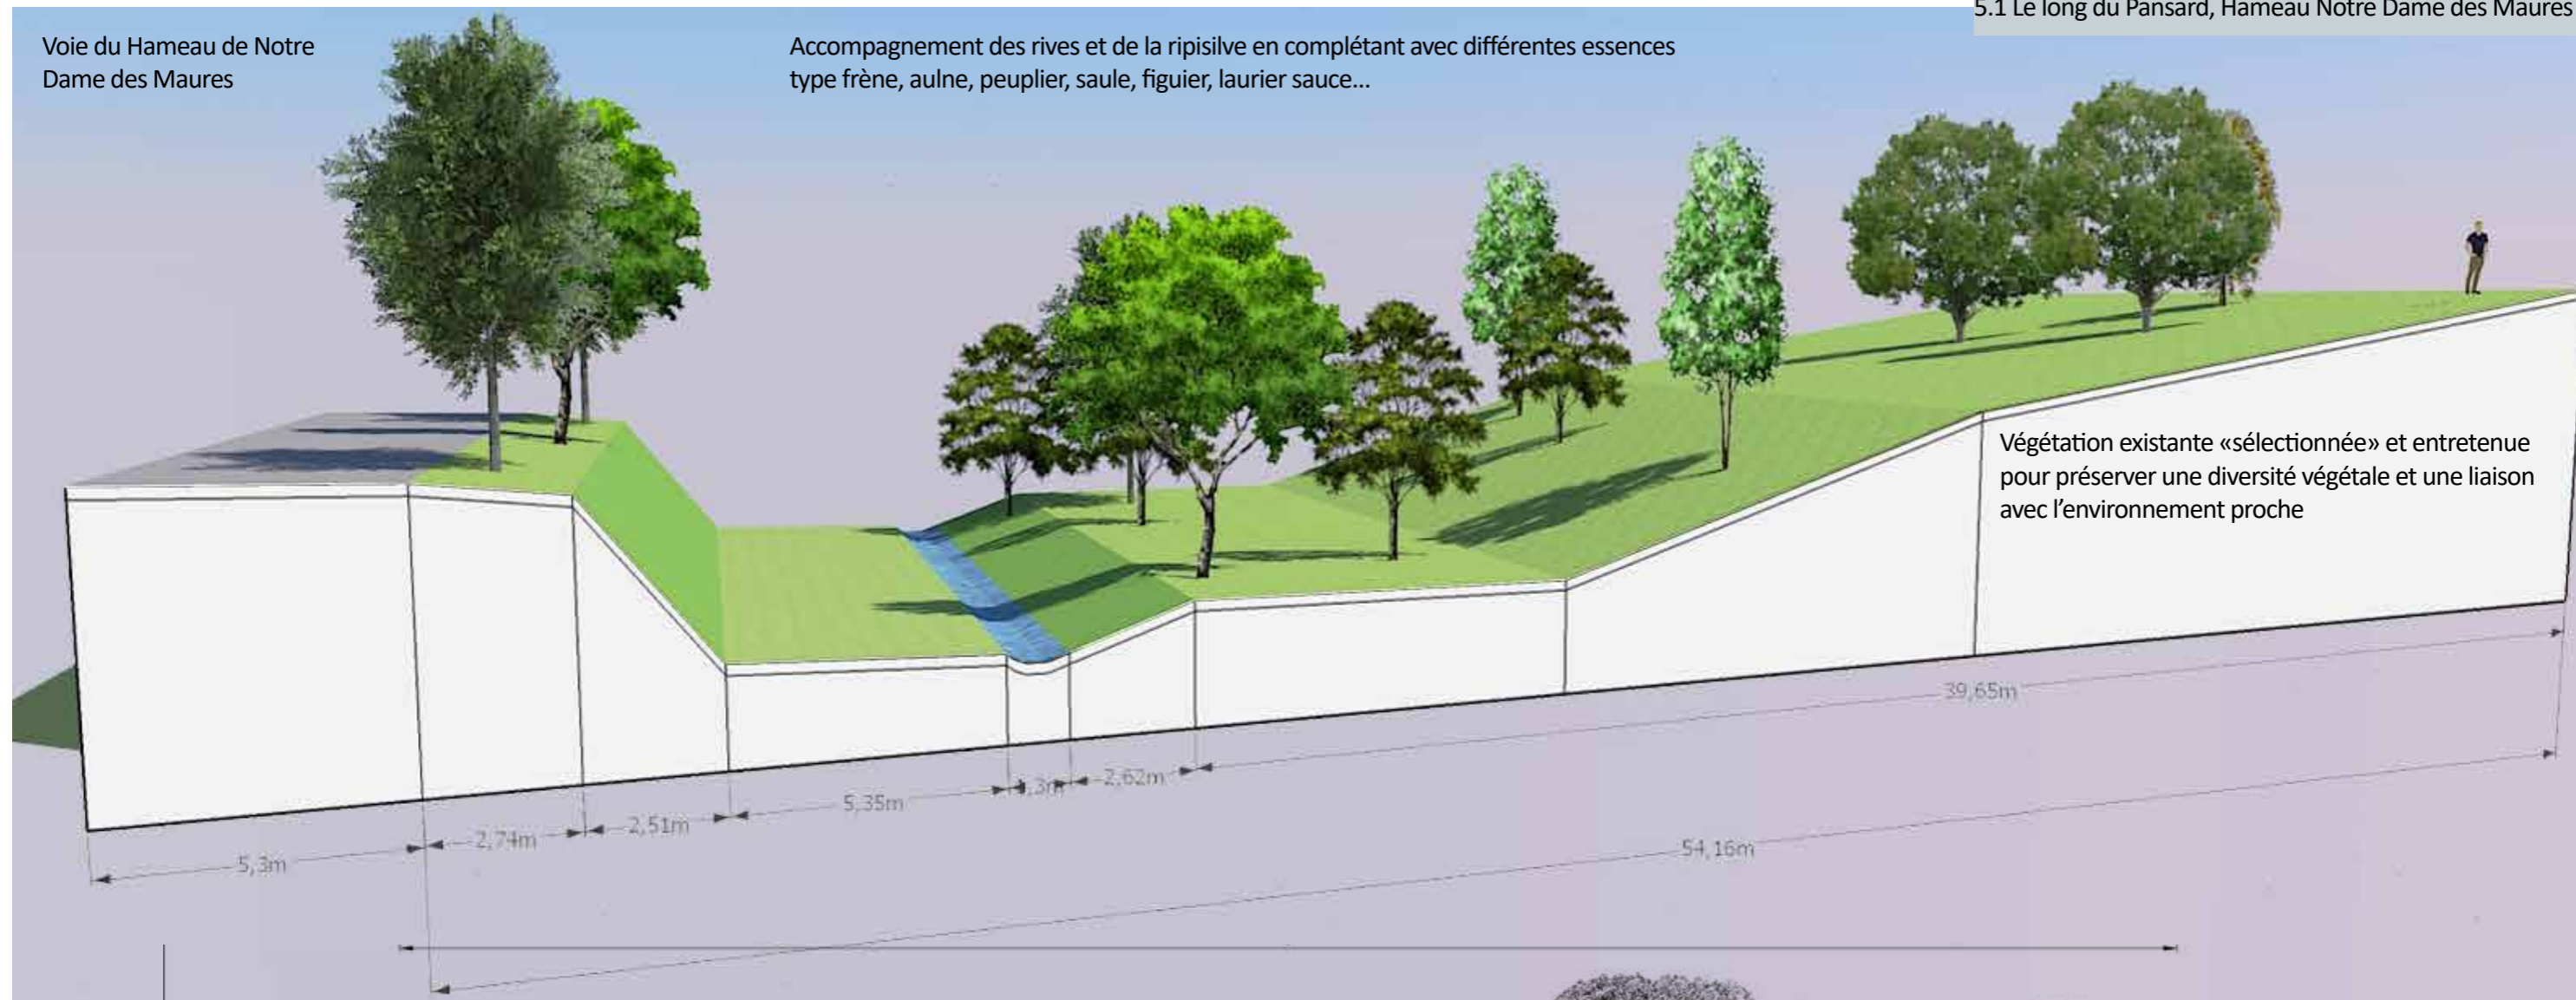 5.1 Le long du Pansard, Hameau Notre Dame des Maures
Voie du Hameau de Notre
Dame des Maures
Accompagnement des rives et de la ripisilve en complétant avec différentes essences
type frène, aulne, peuplier, saule, figuier, laurier sauce...
Végétation existante «sélectionnée» et entretenue
pour préserver une diversité végétale et une liaison
avec l'environnement proche
39,65m
2,62m
5,35m
2,51m
2,74m
5,3m
54,16m